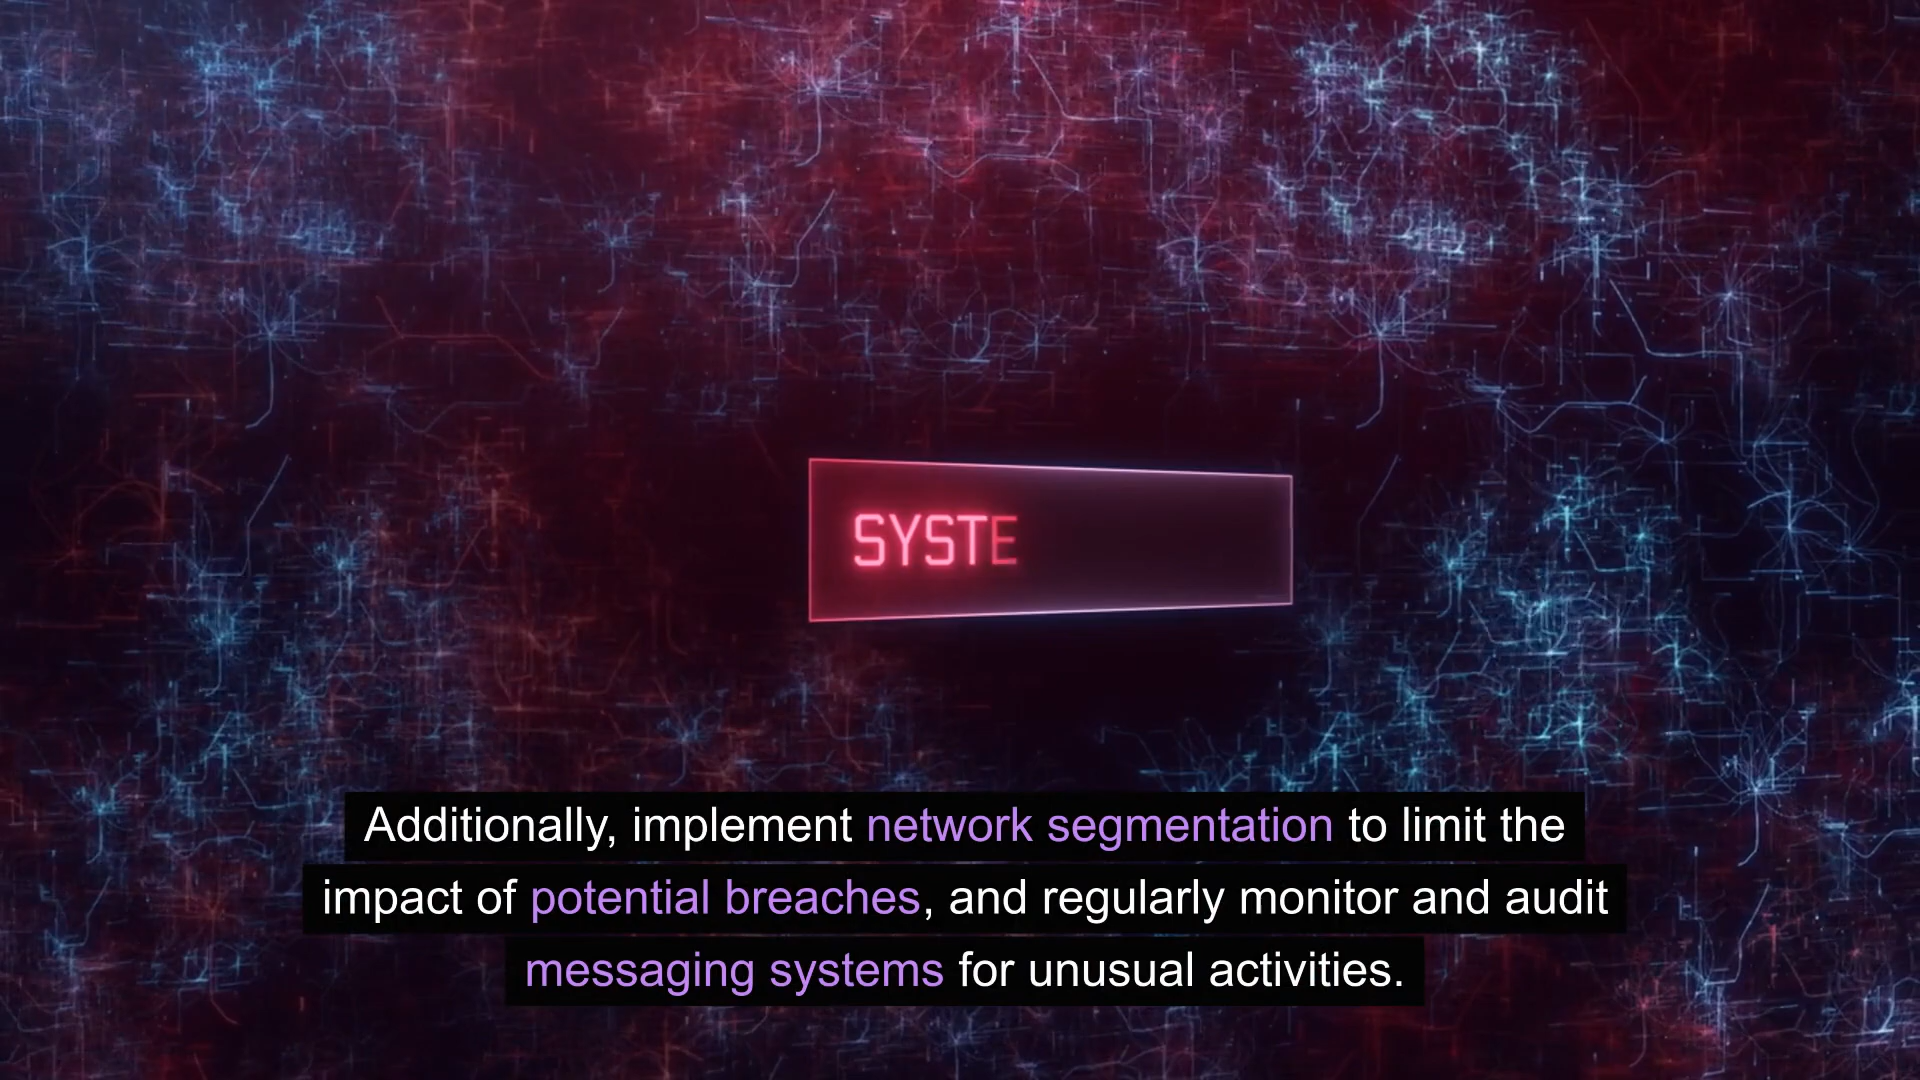 SYSTE
Additionally, implement network segmentation to limit the
impact of potential breaches, and regularly monitor and audit
messaging systems for unusual activities.